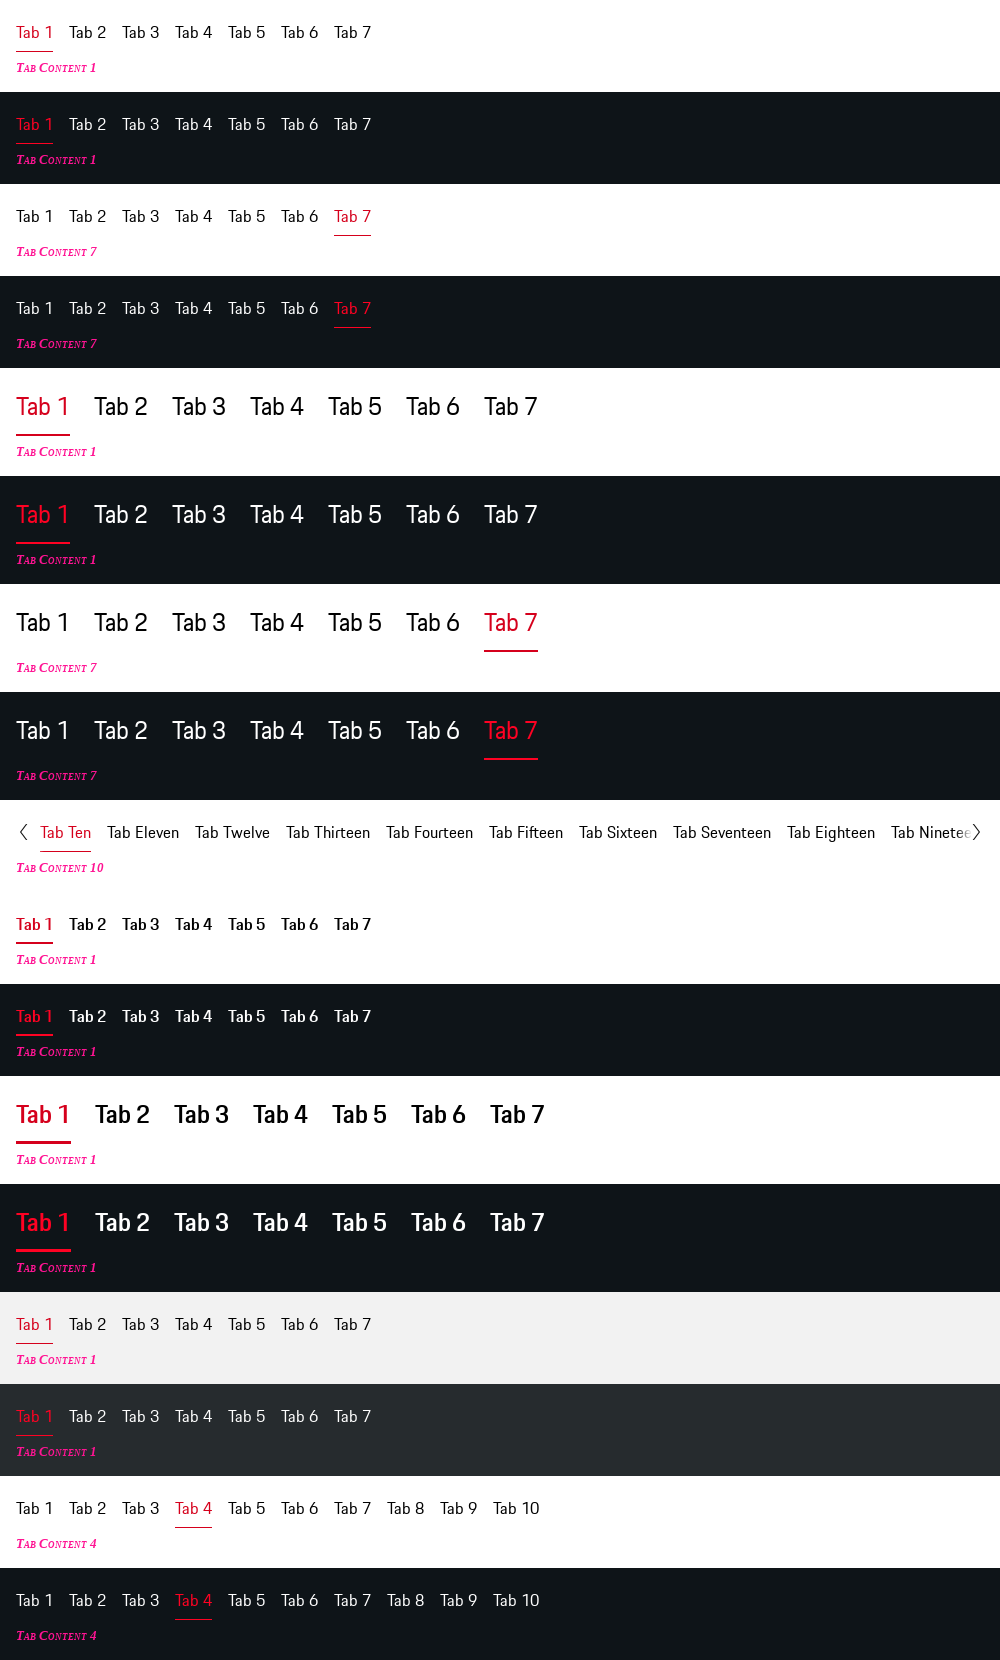 Tab 1 Tab 2 Tab 3 Tab 4 Tab 5 Tab 6 Tab 7
Tab Content 1
Tab 1 Tab 2 Tab 3 Tab 4 Tab 5 Tab 6 Tab 7
Tab Content 1
Tab 1 Tab 2 Tab 3 Tab 4 Tab 5 Tab 6 Tab 7
Tab Content 7
Tab 1 Tab 2 Tab 3 Tab 4 Tab 5 Tab 6 Tab 7
Tab Content 7
Tab 1 Tab 2 Tab 3 Tab 4 Tab 5 Tab 6 Tab 7
Tab Content 1
Tab 1 Tab 2 Tab 3 Tab 4 Tab 5 Tab 6 Tab 7
Tab Content 1
Tab 1 Tab 2 Tab 3 Tab 4 Tab 5 Tab 6 Tab 7
Tab Content 7
Tab 1 Tab 2 Tab 3 Tab 4 Tab 5 Tab 6 Tab 7
Tab Content 7
Tab Ten Tab Eleven Tab Twelve Tab Thirteen Tab Fourteen Tab Fifteen Tab Sixteen Tab Seventeen Tab Eighteen Tab Ninetee
Tab Content 10
Tab 1 Tab 2 Tab 3 Tab 4 Tab 5 Tab 6 Tab 7
Tab Content 1
Tab 1 Tab 2 Tab 3 Tab 4 Tab 5 Tab 6 Tab 7
Tab Content 1
Tab 1 Tab 2 Tab 3 Tab 4 Tab 5 Tab 6 Tab 7
Tab Content 1
Tab 1 Tab 2 Tab 3 Tab 4 Tab 5 Tab 6 Tab 7
Tab Content 1
Tab 1 Tab 2 Tab 3 Tab 4 Tab 5 Tab 6 Tab 7
Tab Content 1
Tab 1 Tab 2 Tab 3 Tab 4 Tab 5 Tab 6 Tab 7
Tab Content 1
Tab 1 Tab 2 Tab 3 Tab 4 Tab 5 Tab 6 Tab 7 Tab 8 Tab 9 Tab 10
Tab Content 4
Tab 1 Tab 2 Tab 3 Tab 4 Tab 5 Tab 6 Tab 7 Tab 8 Tab 9 Tab 10
Tab Content 4